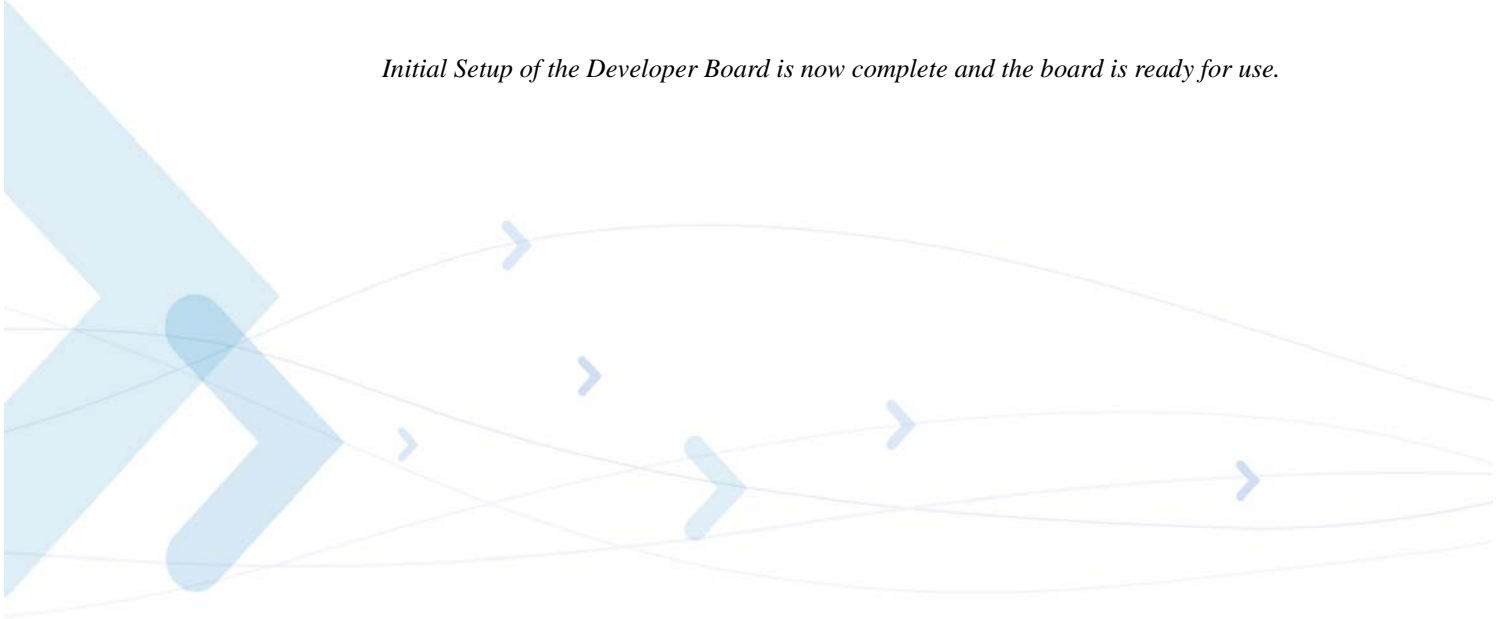 Initial Setup of the Developer Board is now complete and the board is ready for use.